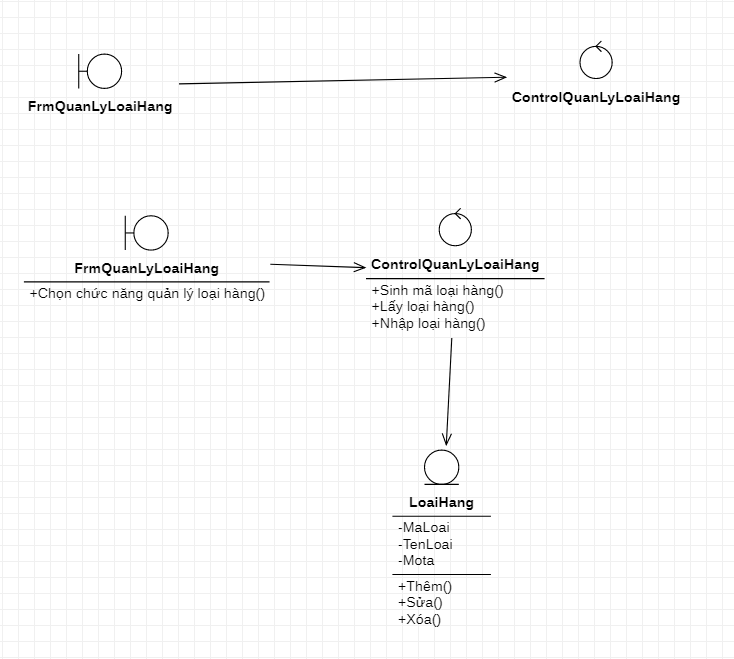 FrmQuanLyLoaiHang
ControlQuanLyLoaiHang
FrmQuanLyLoaiHang
+Chọn chức năng quản lý loại hàng()
ControlQuanLyLoaiHang
+Sinh mã loại hàng()
+Lấy loại hàng()
+Nhập loại hàng()
LoaiHang
-MaLoai
-TenLoai
-Mota
+Thêm()
+Sửa()
+Xóa()